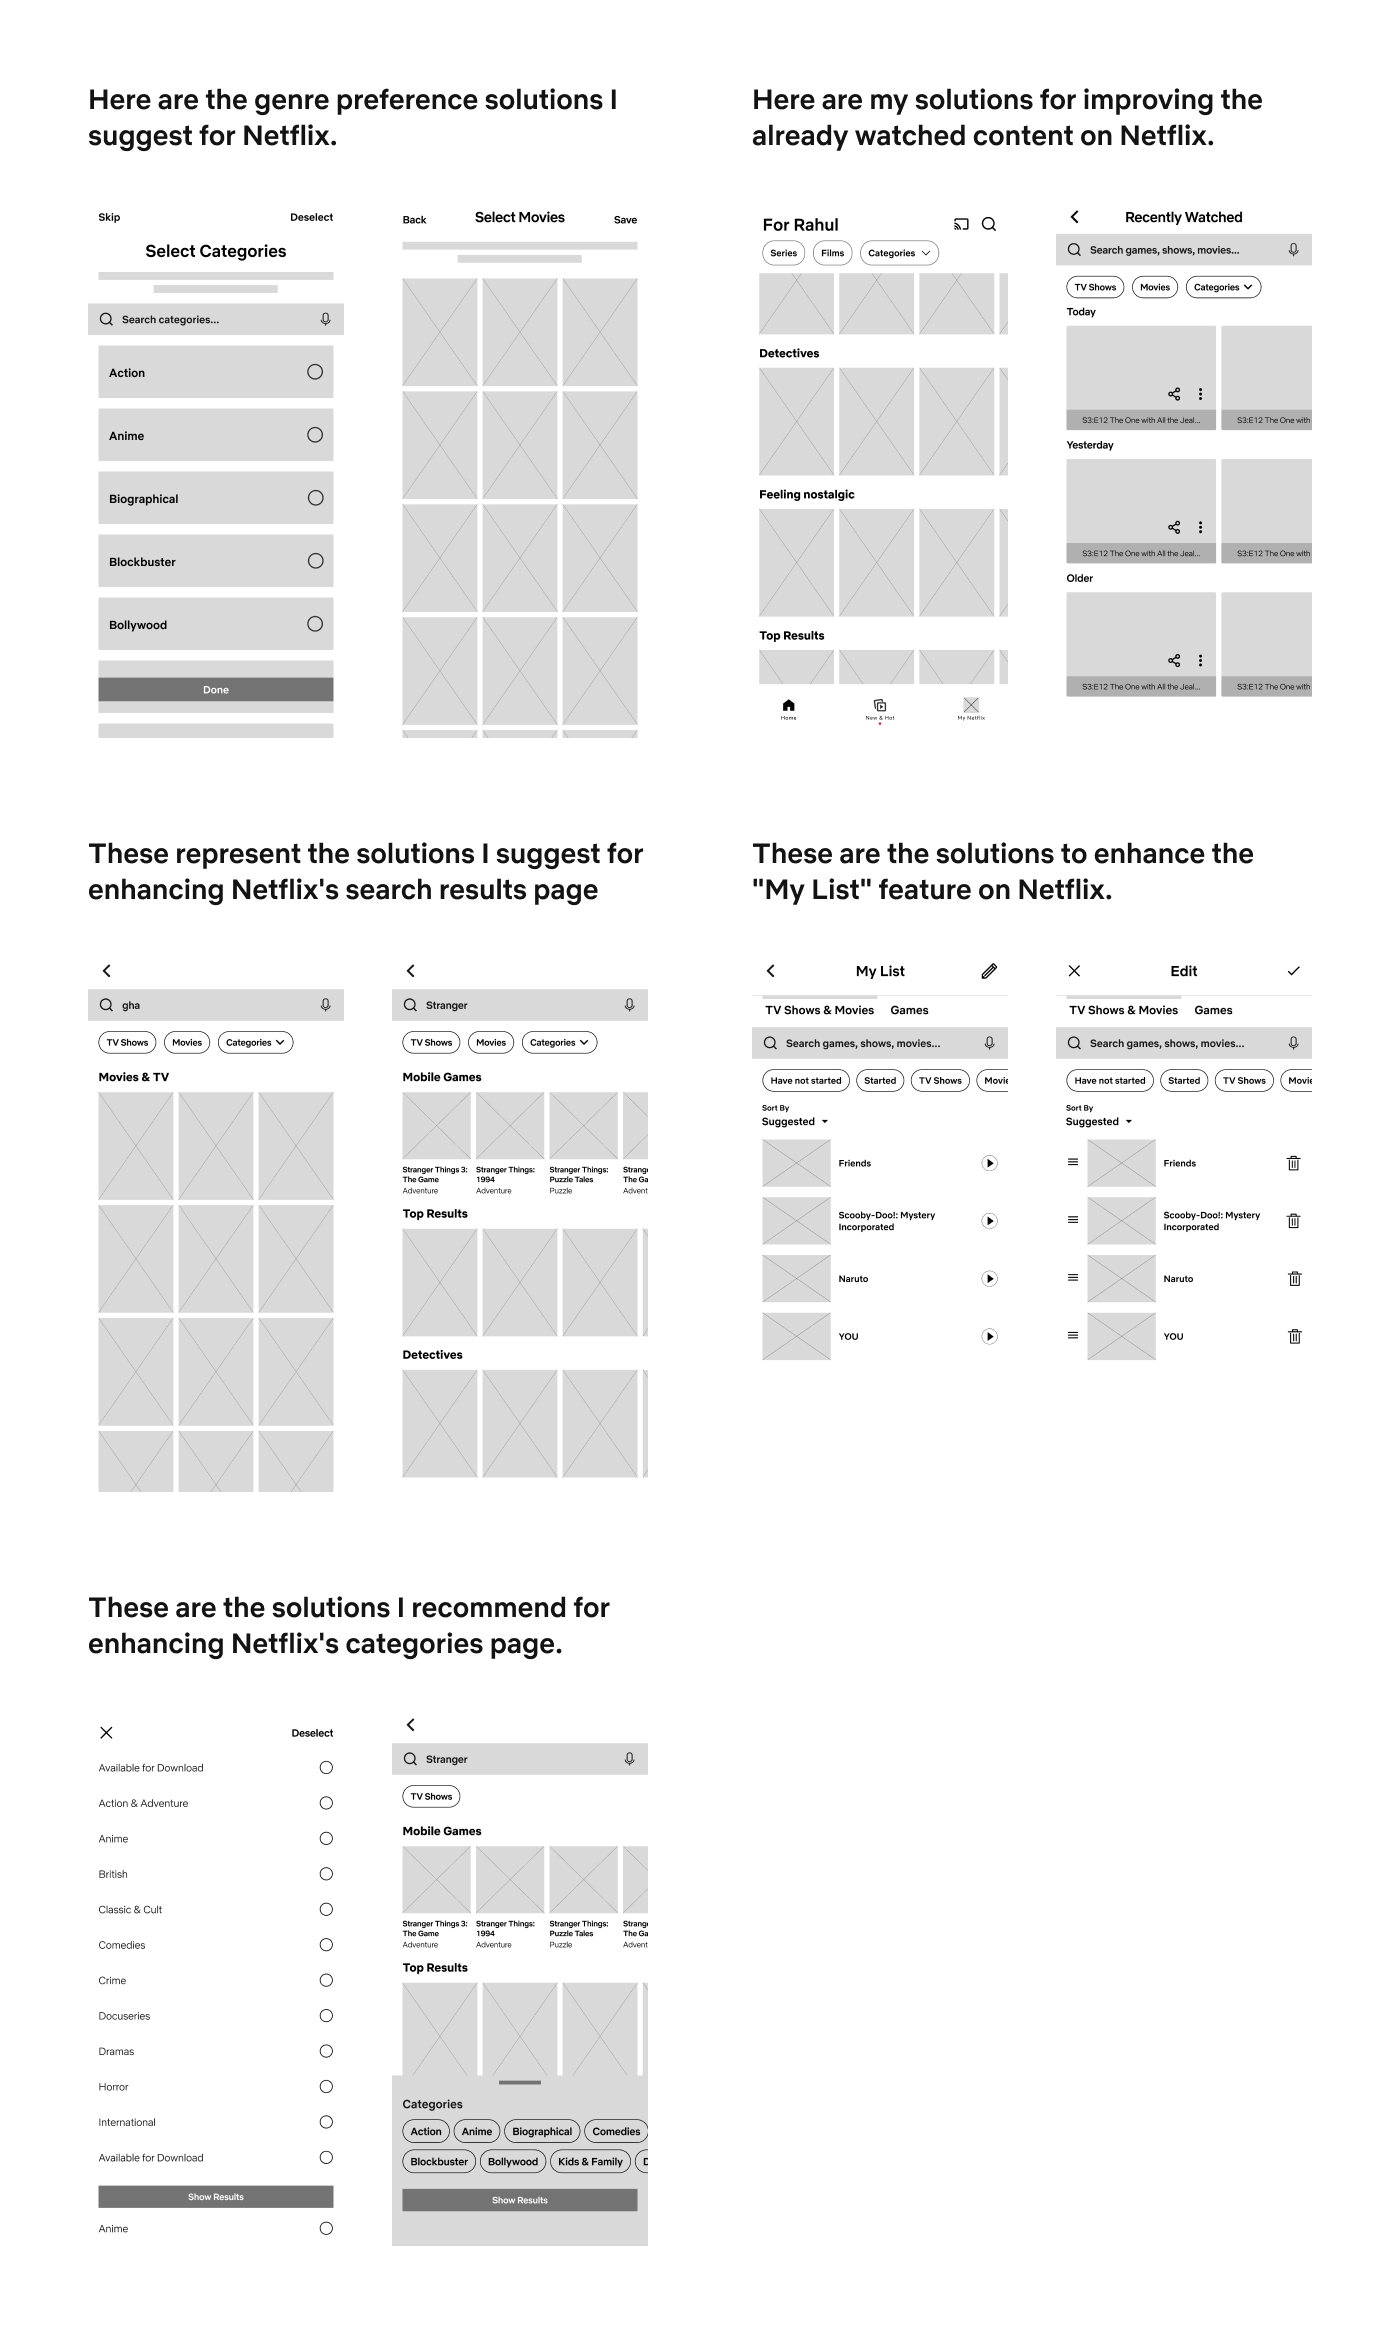 Here are the genre preference solutions I
suggest for Netflix.
Skip
Deselect
Select Categories
Search categories...
Action
Anime
Biographical
Blockbuster
Bollywood
Done
Back
Select Movies
Save
Here are my solutions for improving the
already watched content on Netflix.
For Rahul
Series
Films
Categories
Detectives
Feeling nostalgic
Top Results
Home
New & Hot
My Netflix
Recently Watched
Search games, shows, movies...
TV Shows
Movies
Categories
Today
S3:E12 The One with All the Jeal...
S3:E12 The One with
Yesterday
S3:E12 The One with All the Jeal...
S3:E12 The One with
Older
S3:E12 The One with All the Jeal...
S3:E12 The One with
These represent the solutions I suggest for
enhancing Netflix's search results page
gha
TV Shows
Movies
Categories
Movies & TV
Stranger
TV Shows
Movies
Categories
Mobile Games
Stranger Things 3:
The Game
Adventure
Stranger Things:
1994
Adventure
Stranger Things:
Puzzle Tales
Puzzle
Strange
The Ga
Advent
Top Results
Detectives
These are the solutions to enhance the
"My List" feature on Netflix.
My List
TV Shows & Movies
Games
Search games, shows, movies...
Have not started
Started
TV Shows
Movie
Sort By
Suggested
Friends
Scooby-Doo!: Mystery
Incorporated
Naruto
YOU
Edit
TV Shows & Movies
Games
Search games, shows, movies...
Have not started
Started
TV Shows
Movie
Sort By
Suggested
Friends
Scooby-Doo!: Mystery
Incorporated
Naruto
YOU
These are the solutions I recommend for
enhancing Netflix's categories page.
Deselect
Available for Download
Action & Adventure
Anime
British
Classic & Cult
Comedies
Crime
Docuseries
Dramas
Horror
International
Available for Download
Show Results
Anime
Stranger
TV Shows
Mobile Games
Stranger Things 3:
The Game
Adventure
Stranger Things:
1994
Adventure
Stranger Things:
Puzzle Tales
Puzzle
Strange
The Ga
Advent
Top Results
Categories
Action
Anime
Biographical
Comedies
Blockbuster
Bollywood
Kids & Family
D
Show Results